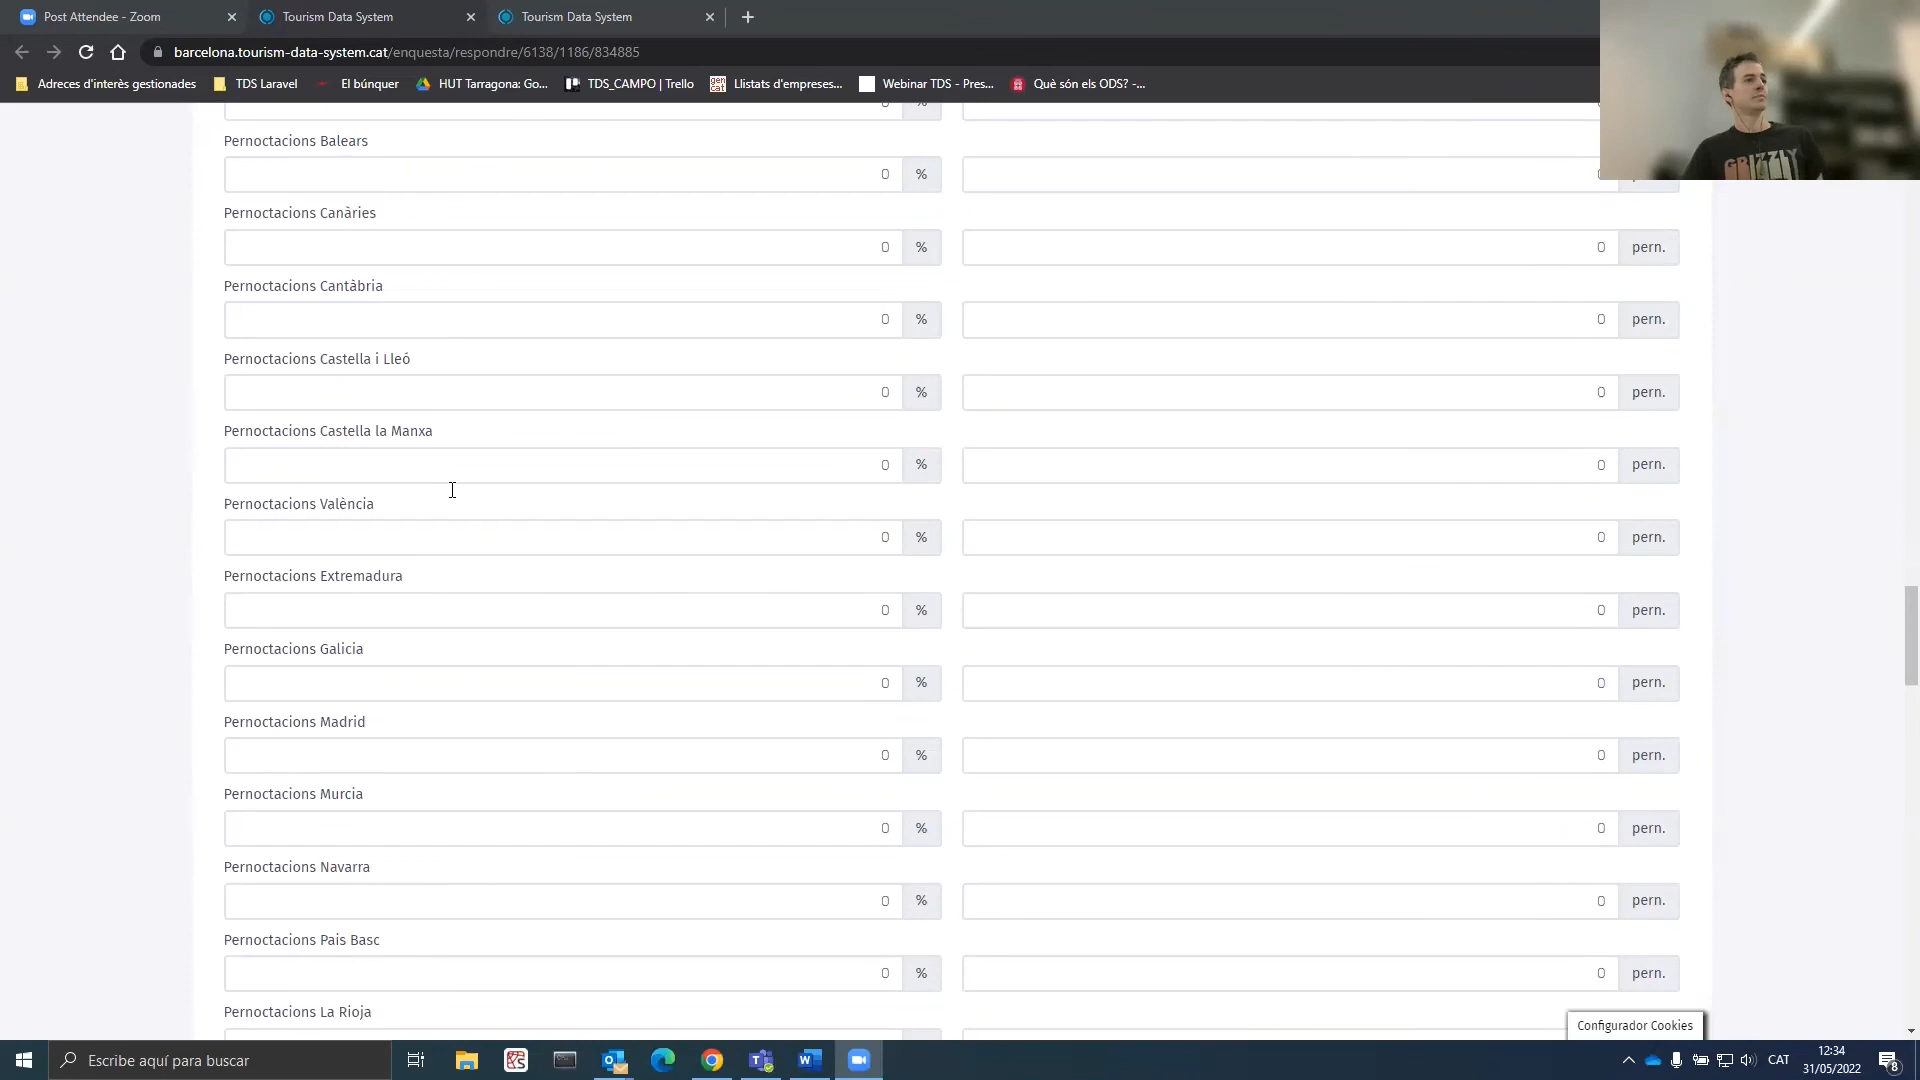 Post Attendee - Zoom
Tourism Data System
Tourism Data System
barcelona.tourism-data-system.cat/enquesta/respondre/6138/1186/834885
Adreces d'interès gestionades
TDS Laravel
El búnquer
HUT Tarragona: Go...
TDS_CAMPO | Trello
gen cat
Llistats d'empreses...
Webinar TDS - Pres...
Què són els ODS? -...
GRIZZLY
Pernoctacions Balears
0 %
Pernoctacions Canàries
0 % 0 pern.
Pernoctacions Cantàbria
0 % 0 pern.
Pernoctacions Castella i Lleó
0 % 0 pern.
Pernoctacions Castella la Manxa
0 % 0 pern.
Pernoctacions València
0 % 0 pern.
Pernoctacions Extremadura
0 % 0 pern.
Pernoctacions Galicia
0 % 0 pern.
Pernoctacions Madrid
0 % 0 pern.
Pernoctacions Murcia
0 % 0 pern.
Pernoctacions Navarra
0 % 0 pern.
Pernoctacions Pais Basc
0 % 0 pern.
Pernoctacions La Rioja
Configurador Cookies
Escribe aquí para buscar
CAT
12:34
31/05/2022
8